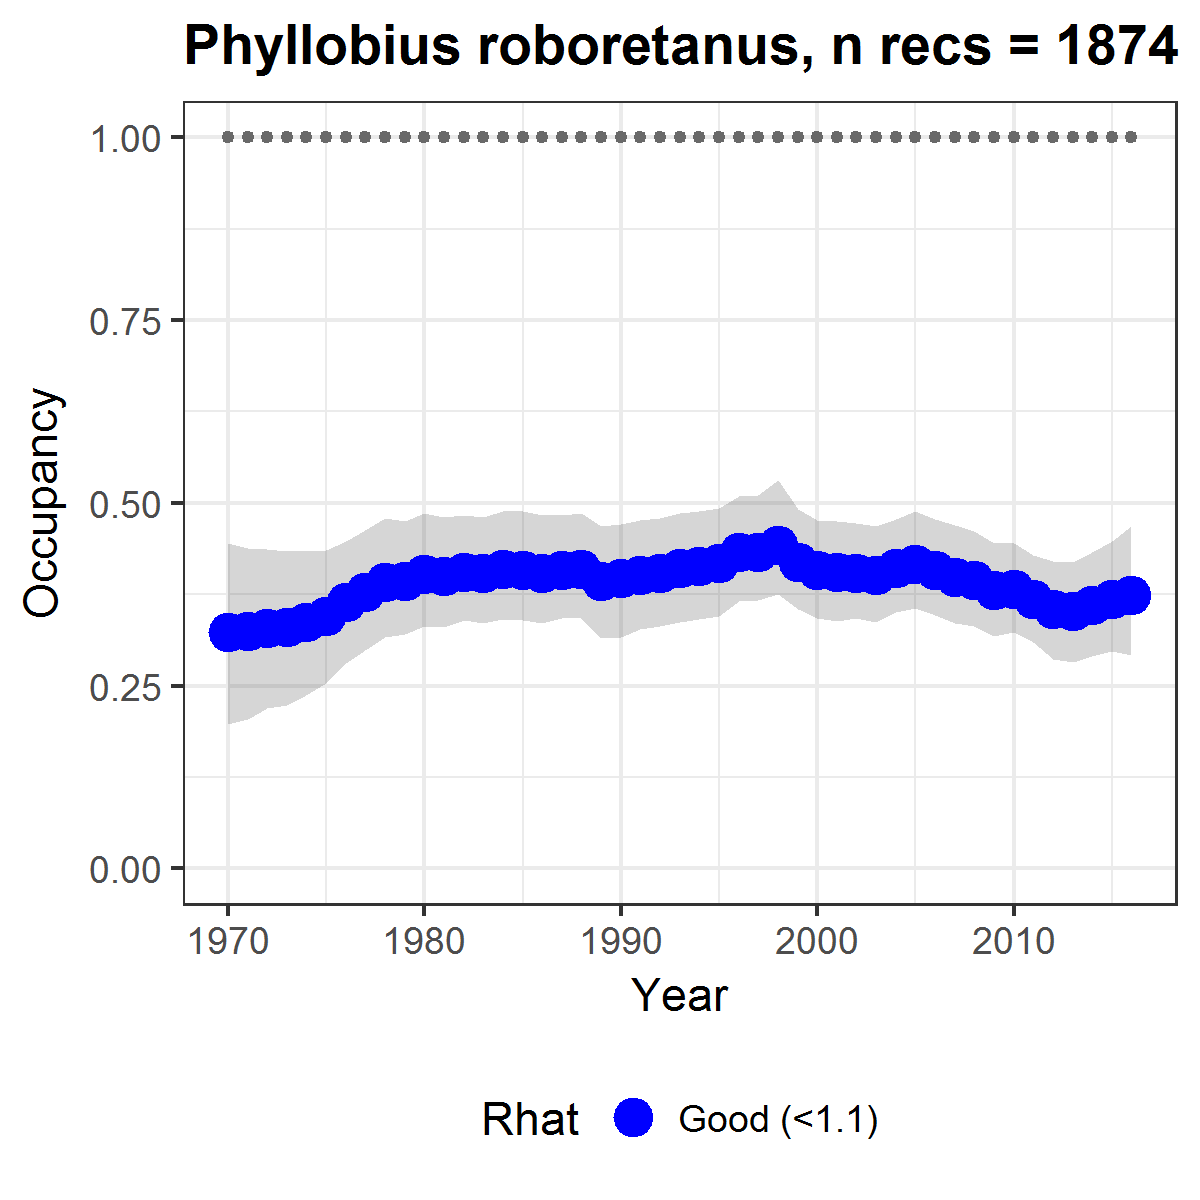 Phyllobius roboretanus, n recs = 1874
1.00
0.75
0.50
0.25
0.00
Occupancy
1970 1980 1990 2000 2010
Year
Rhat Good (<1.1)